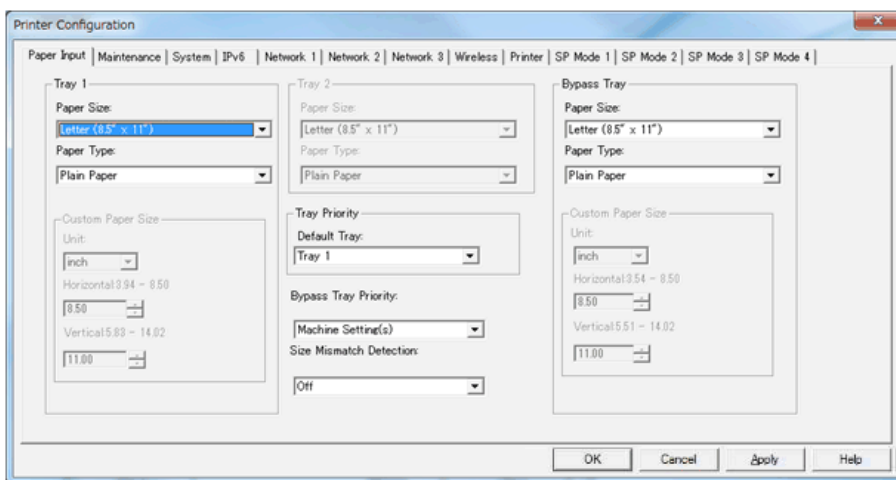 Printer Configuration
Paper Input | Maintenance | System | IPv6 | Network 1 | Network 2 | Network 3 | Wireless | Printer | SP Mode 1 | SP Mode 2 | SP Mode 3 | SP Mode 4
Tray 1
Paper Size:
Letter (8.5" x 11")
Paper Type:
Plain Paper
Custom Paper Size
Unit:
inch
Horizontal:3.94 - 8.50
8.50
Vertical:5.83 - 14.02
11.00
Tray 2
Paper Size:
Letter (8.5" x 11")
Paper Type:
Plain Paper
Tray Priority
Default Tray:
Tray 1
Bypass Tray Priority:
Machine Setting(s)
Size Mismatch Detection:
Off
Bypass Tray
Paper Size:
Letter (8.5" x 11")
Paper Type:
Plain Paper
Custom Paper Size
Unit:
inch
Horizontal:3.54 - 8.50
8.50
Vertical:5.51 - 14.02
11.00
OK
Cancel
Apply
Help